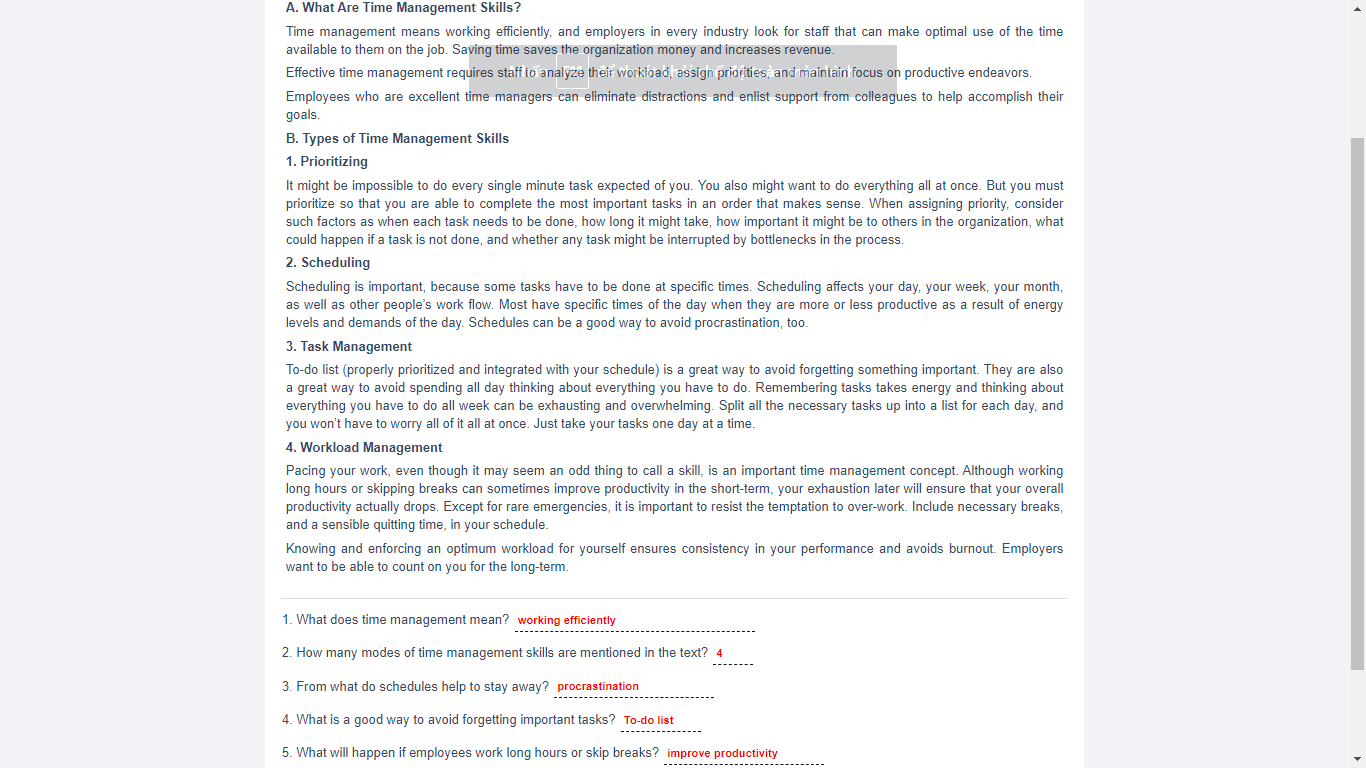 A. What Are Time Management Skills?
Time management means working efficiently, and employers in every industry look for staff that can make optimal use of the time
available to them on the job. Saving time saves the organization money and increases revenue.
Effective time management requires staff to analyze their workload, assign priorities, and maintain focus on productive endeavors.
Employees who are excellent time managers can eliminate distractions and enlist support from colleagues to help accomplish their
goals.
B. Types of Time Management Skills
1. Prioritizing
It might be impossible to do every single minute task expected of you. You also might want to do everything all at once. But you must
prioritize so that you are able to complete the most important tasks in an order that makes sense. When assigning priority, consider
such factors as when each task needs to be done, how long it might take, how important it might be to others in the organization, what
could happen if a task is not done, and whether any task might be interrupted by bottlenecks in the process.
2. Scheduling
Scheduling is important, because some tasks have to be done at specific times. Scheduling affects your day, your week, your month,
as well as other people's work flow. Most have specific times of the day when they are more or less productive as a result of energy
levels and demands of the day. Schedules can be a good way to avoid procrastination, too.
3. Task Management
To-do list (properly prioritized and integrated with your schedule) is a great way to avoid forgetting something important. They are also
a great way to avoid spending all day thinking about everything you have to do. Remembering tasks takes energy and thinking about
everything you have to do all week can be exhausting and overwhelming. Split all the necessary tasks up into a list for each day, and
you won't have to worry all of it all at once. Just take your tasks one day at a time.
4. Workload Management
Pacing your work, even though it may seem an odd thing to call a skill, is an important time management concept. Although working
long hours or skipping breaks can sometimes improve productivity in the short-term, your exhaustion later will ensure that your overall
productivity actually drops. Except for rare emergencies, it is important to resist the temptation to over-work. Include necessary breaks,
and a sensible quitting time, in your schedule.
Knowing and enforcing an optimum workload for yourself ensures consistency in your performance and avoids burnout. Employers
want to be able to count on you for the long-term.
1. What does time management mean? working efficiently
2. How many modes of time management skills are mentioned in the text? 4
3. From what do schedules help to stay away? procrastination
4. What is a good way to avoid forgetting important tasks? To-do list
5. What will happen if employees work long hours or skip breaks? improve productivity